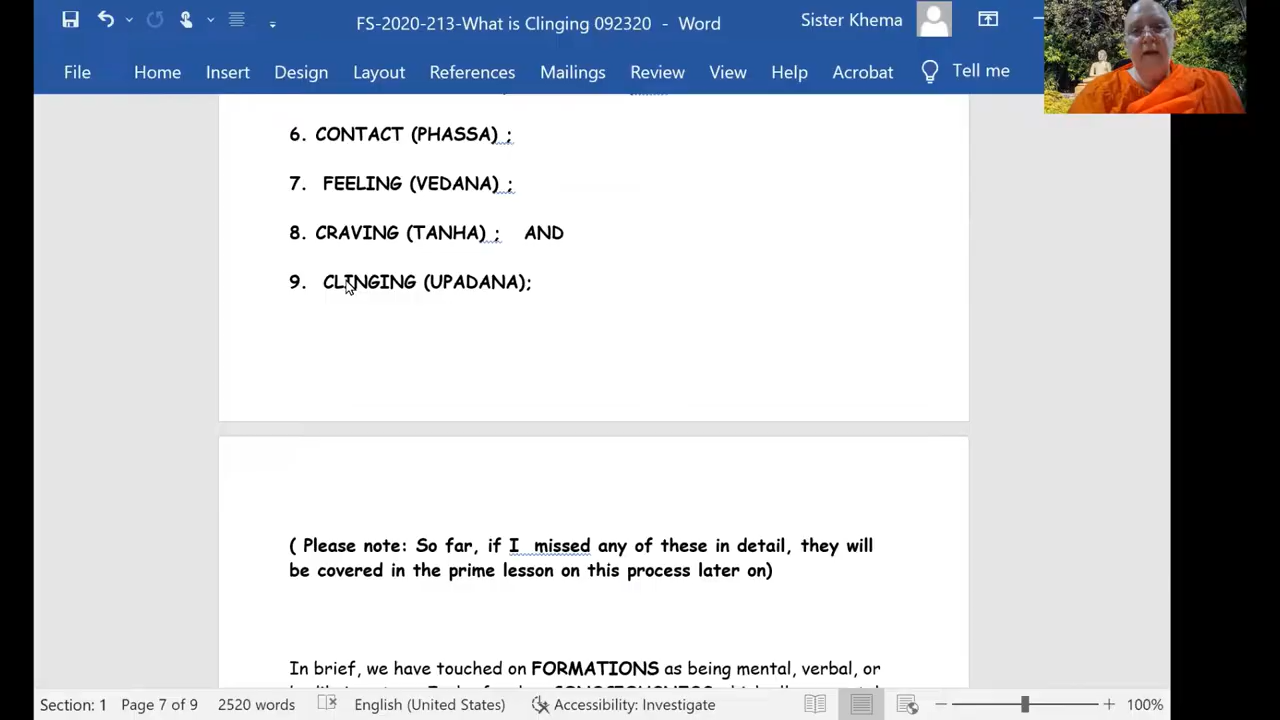 FS-2020-213-What is Clinging 092320 - Word
Sister Khema
File Home Insert Design Layout References Mailings Review View Help Acrobat Tell me
6. CONTACT (PHASSA) ;
7. FEELING (VEDANA) ;
8. CRAVING (TANHA) ; AND
9. CLINGING (UPADANA);
( Please note: So far, if I missed any of these in detail, they will
be covered in the prime lesson on this process later on)
In brief, we have touched on FORMATIONS as being mental, verbal, or
Section: 1 Page 7 of 9 2520 words English (United States) Accessibility: Investigate 100%